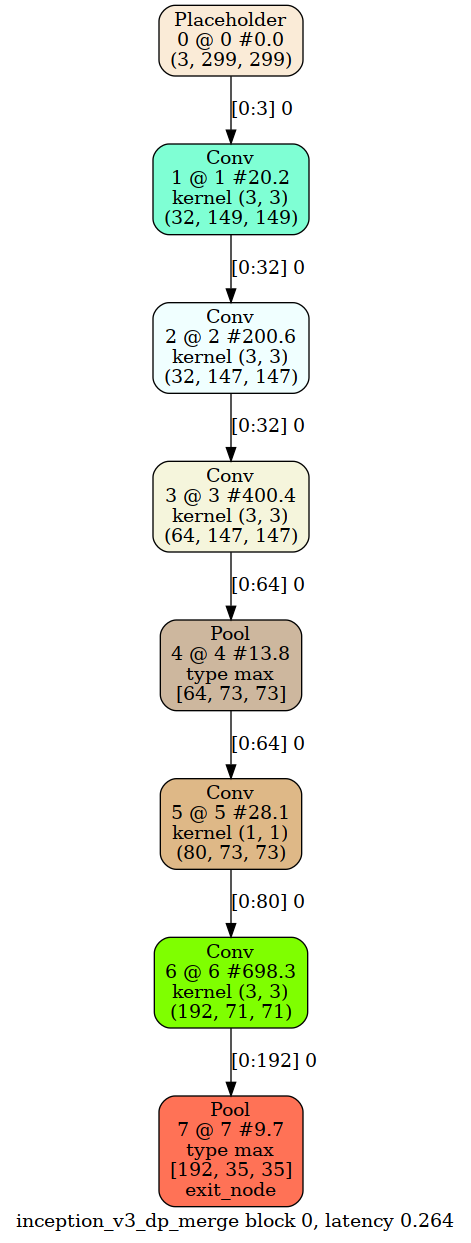 Placeholder
0 @ 0 #0.0
(3, 299, 299)
[0:3] 0
Conv
1 @ 1 #20.2
kernel (3, 3)
(32, 149, 149)
[0:32] 0
Conv
2 @ 2 #200.6
kernel (3, 3)
(32, 147, 147)
[0:32] 0
Conv
3 @ 3 #400.4
kernel (3, 3)
(64, 147, 147)
[0:64] 0
Pool
4 @ 4 #13.8
type max
[64, 73, 73]
[0:64] 0
Conv
5 @ 5 #28.1
kernel (1, 1)
(80, 73, 73)
[0:80] 0
Conv
6 @ 6 #698.3
kernel (3, 3)
(192, 71, 71)
[0:192] 0
Pool
7 @ 7 #9.7
type max
[192, 35, 35]
exit_node
inception_v3_dp_merge block 0, latency 0.264